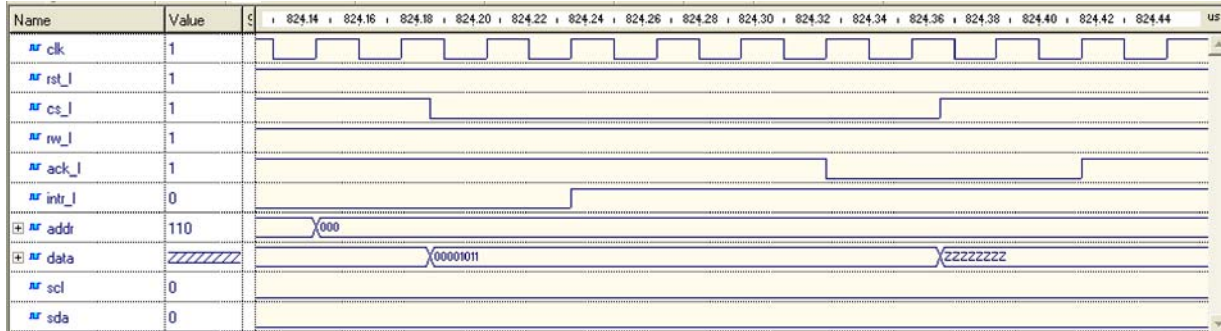 Name Value S 824.14 824.16 824.18 824.20 824.22 824.24 824.26 824.28 824.30 824.32 824.34 824.36 824.38 824.40 824.42 824.44 us
clk 1
rst_l 1
cs_l 1
rw_l 1
ack_l 1
intr_l 0
addr 110 000
data ZZZZZZZZ 00001011 ZZZZZZZZ
scl 0
sda 0